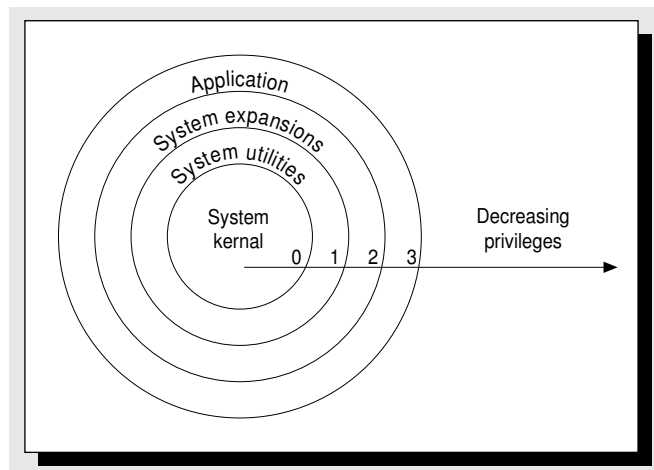 Application
System expansions
System utilities
System
kernal
0 1 2 3
Decreasing
privileges